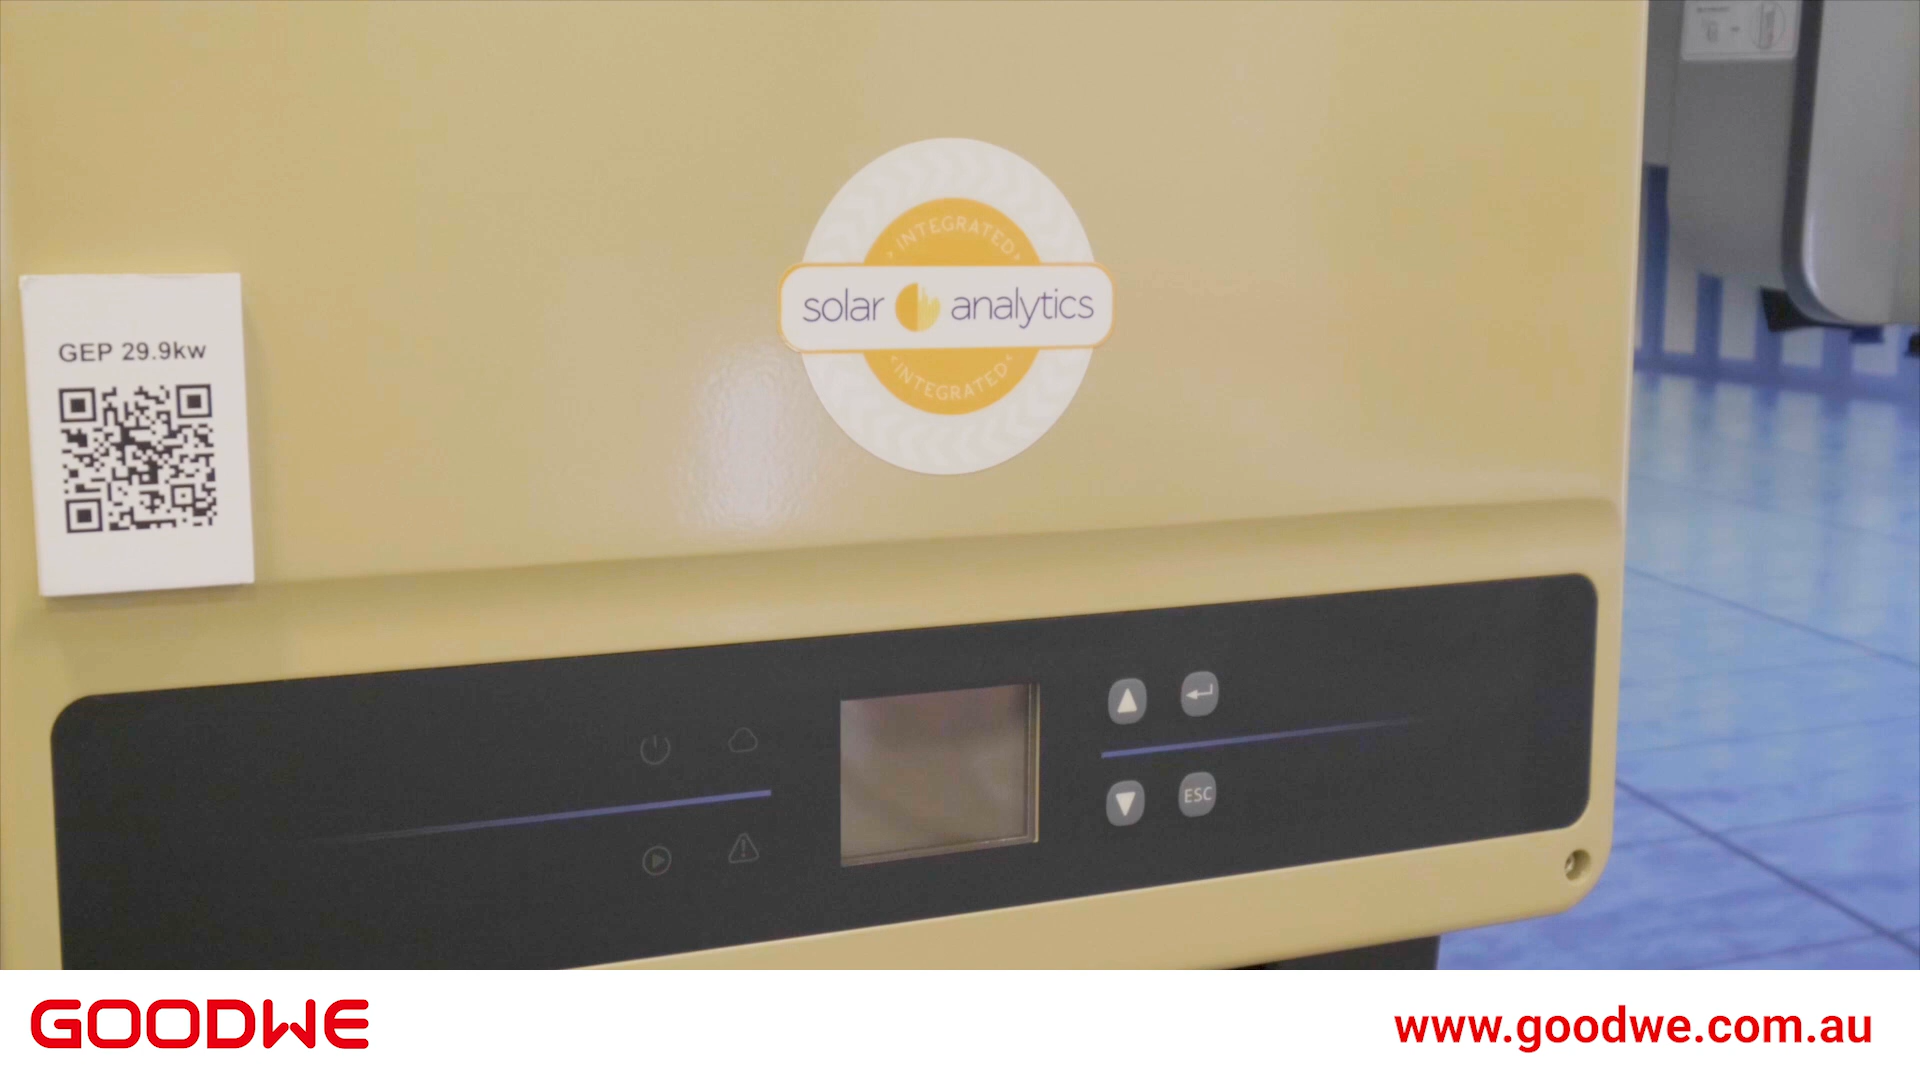 INTEGRATED
solar analytics
INTEGRATED
GEP 29.9kw
ESC
GOODWE
www.goodwe.com.au